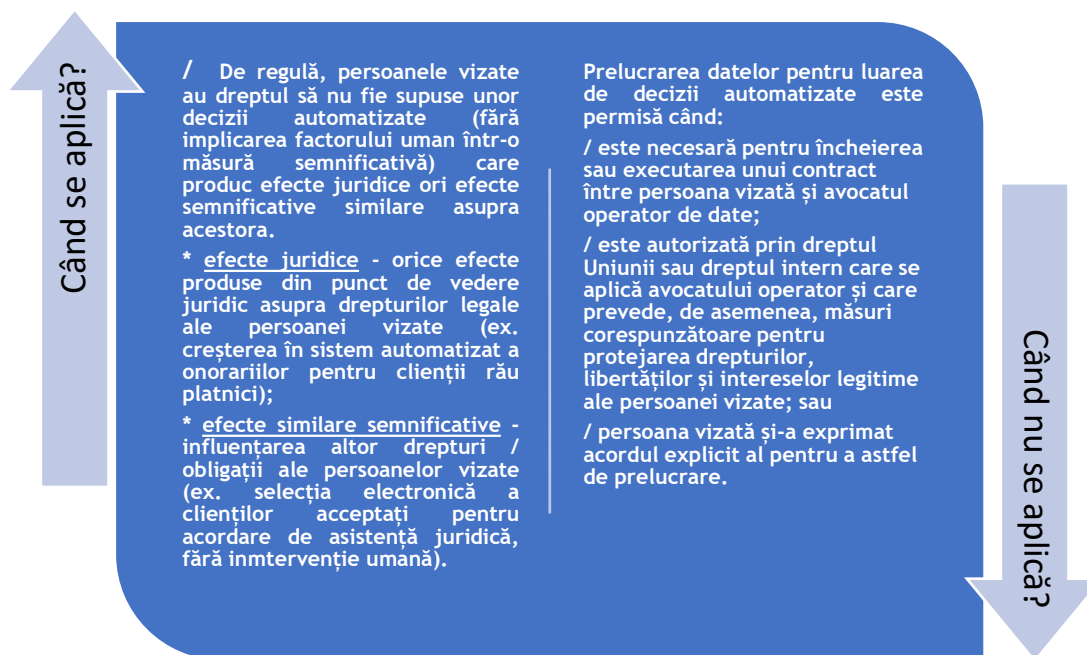 Când se aplică?
/ De regulă, persoanele vizate
au dreptul să nu fie supuse unor
decizii automatizate (fără
implicarea factorului uman într-o
măsură semnificativă) care
produc efecte juridice ori efecte
semnificative similare asupra
acestora.
* efecte juridice - orice efecte
produse din punct de vedere
juridic asupra drepturilor legale
ale persoanei vizate (ex.
creșterea în sistem automatizat a
onorariilor pentru clienții rău
platnici);
* efecte similare semnificative -
influențarea altor drepturi /
obligații ale persoanelor vizate
(ex. selecția electronică a
clienților acceptați pentru
acordare de asistență juridică,
fără inmtervenție umană).
Prelucrarea datelor pentru luarea
de decizii automatizate este
permisă când:
/ este necesară pentru încheierea
sau executarea unui contract
între persoana vizată și avocatul
operator de date;
/ este autorizată prin dreptul
Uniunii sau dreptul intern care se
aplică avocatului operator și care
prevede, de asemenea, măsuri
corespunzătoare pentru
protejarea drepturilor,
libertăților și intereselor legitime
ale persoanei vizate; sau
/ persoana vizată și-a exprimat
acordul explicit al pentru a astfel
de prelucrare.
Când nu se aplică?